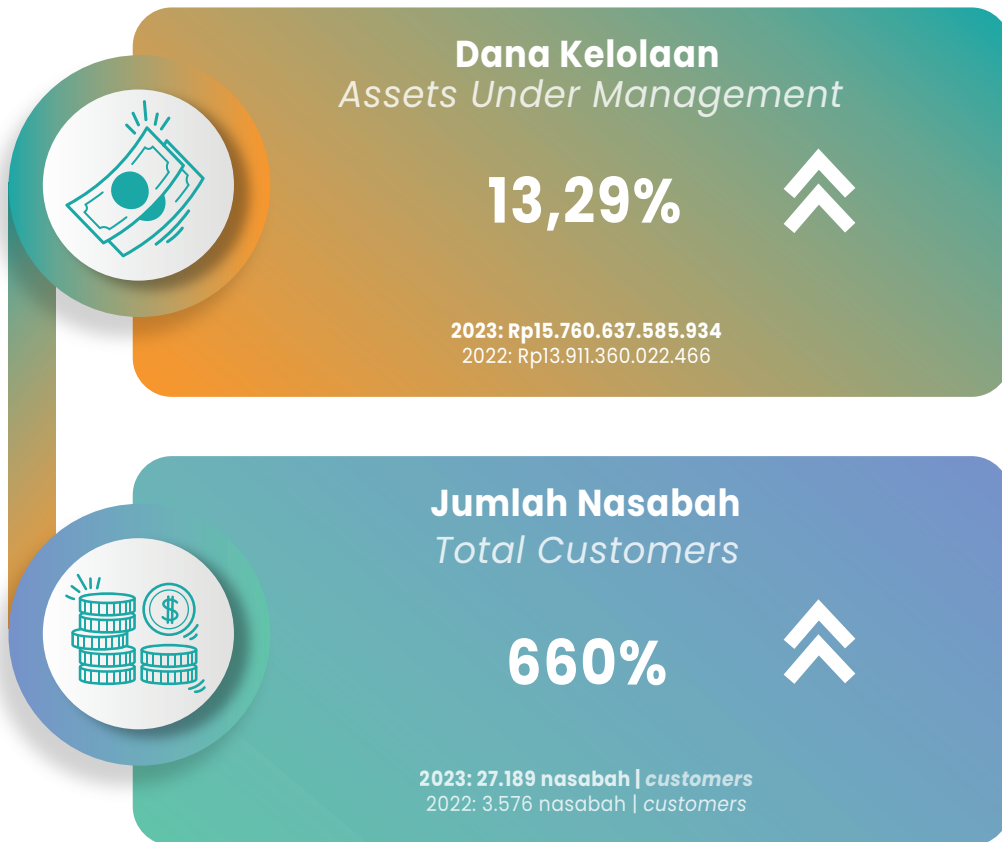 Dana Kelolaan
Assets Under Management
13,29%
2023: Rp15.760.637.585.934
2022: Rp13.911.360.022.466
Jumlah Nasabah
Total Customers
$
660%
2023: 27.189 nasabah | customers
2022: 3.576 nasabah | customers